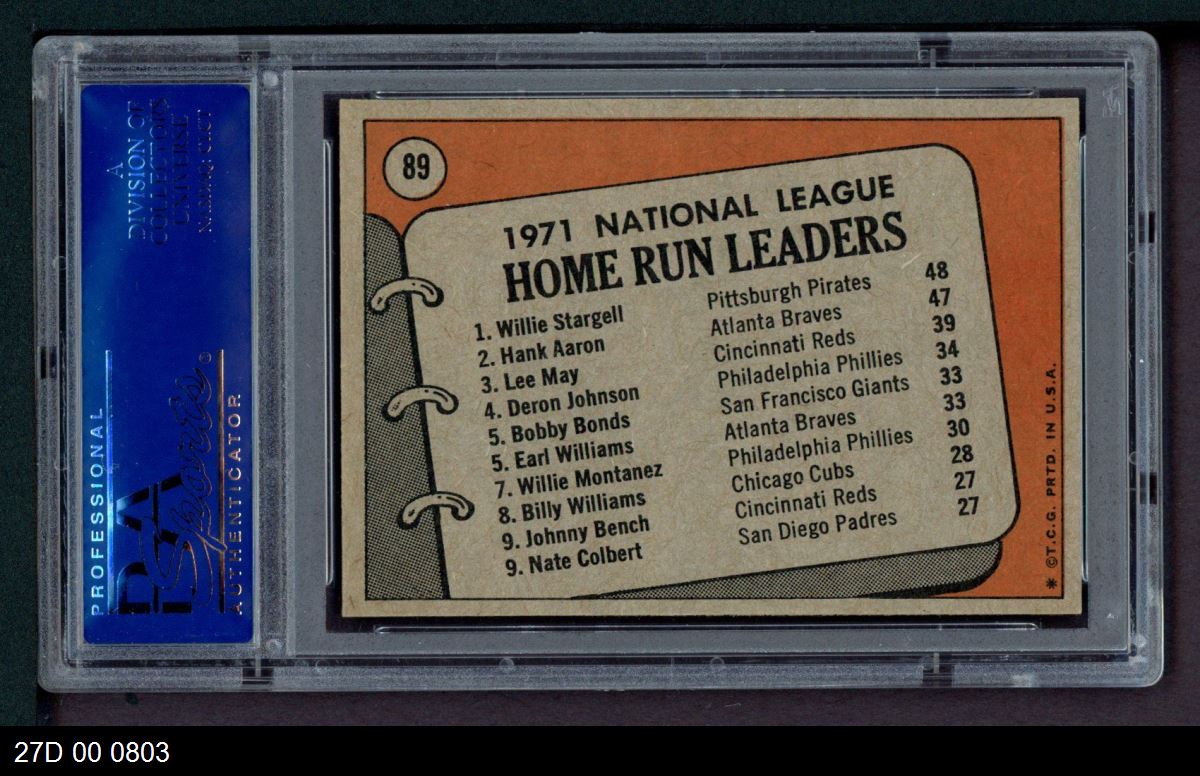 A
DIVISION OF
COLLECTORS
UNIVERSE
NASDAQ: CLCT
PROFESSIONAL
PSA
Sports®
AUTHENTICATOR
89
1971 NATIONAL LEAGUE
HOME RUN LEADERS
1. Willie Stargell Pittsburgh Pirates 48
2. Hank Aaron Atlanta Braves 47
3. Lee May Cincinnati Reds 39
4. Deron Johnson Philadelphia Phillies 34
5. Bobby Bonds San Francisco Giants 33
5. Earl Williams Atlanta Braves 33
7. Willie Montanez Philadelphia Phillies 30
8. Billy Williams Chicago Cubs 28
9. Johnny Bench Cincinnati Reds 27
9. Nate Colbert San Diego Padres 27
* ©T.C.G. PRTD. IN U.S.A.
27D 00 0803